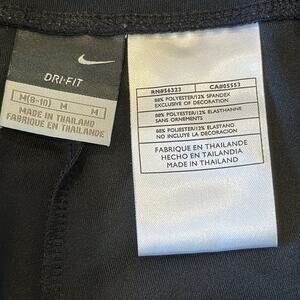 DRI-FIT
M(8-10) M M
MADE IN THAILAND
FABRIQUE EN THAILAND
RN#56323 CA#05553
88% POLYESTER/12% SPANDEX
EXCLUSIVE OF DECORATION
88% POLYESTER/12% ELASTHANNE
SANS ORNEMENTS
88% POLIESTER/12% ELASTANO
NO INCLUYE LA DECORACION
FABRIQUE EN THAILANDE
HECHO EN TAILANDIA
MADE IN THAILAND